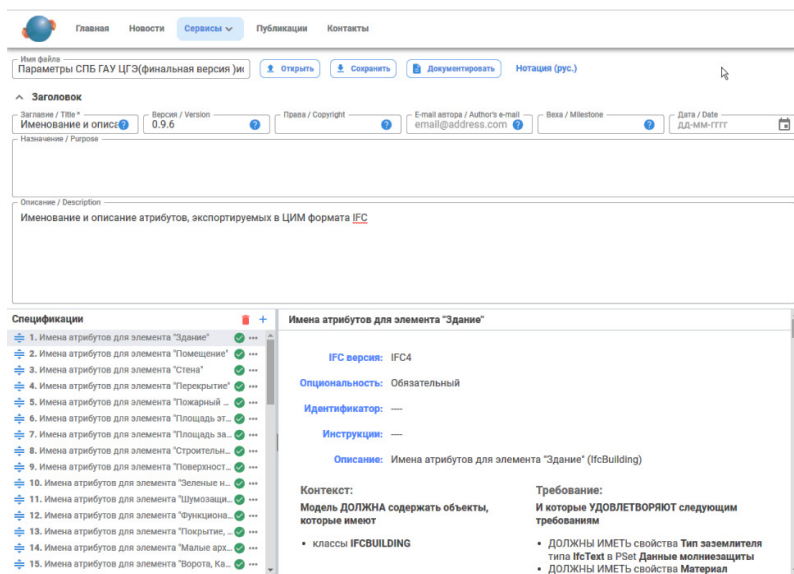 Главная Новости Сервисы Публикации Контакты
Имя файла
Параметры СПБ ГАУ ЦГЭ(финальная версия )ис
Открыть Сохранить Документировать Нотация (рус.)
Заголовок
Заглавие / Title * Версия / Version Права / Copyright E-mail автора / Author's e-mail Веха / Milestone Дата / Date
Именование и описа 0.9.6 email@address.com дд-мм-гггг
Назначение / Purpose
Описание / Description
Именование и описание атрибутов, экспортируемых в ЦИМ формата IFC
Спецификации
1. Имена атрибутов для элемента "Здание"
2. Имена атрибутов для элемента "Помещение"
3. Имена атрибутов для элемента "Стена"
4. Имена атрибутов для элемента "Перекрытие"
5. Имена атрибутов для элемента "Пожарный ...
6. Имена атрибутов для элемента "Площадь эт...
7. Имена атрибутов для элемента "Площадь за...
8. Имена атрибутов для элемента "Строительн...
9. Имена атрибутов для элемента "Поверхност...
10. Имена атрибутов для элемента "Зеленые н...
11. Имена атрибутов для элемента "Шумозащи...
12. Имена атрибутов для элемента "Функциона...
13. Имена атрибутов для элемента "Покрытие, ...
14. Имена атрибутов для элемента "Малые арх...
15. Имена атрибутов для элемента "Ворота, Ка...
Имена атрибутов для элемента "Здание"
IFC версия: IFC4
Опциональность: Обязательный
Идентификатор: ----
Инструкции: ----
Описание: Имена атрибутов для элемента "Здание" (IfcBuilding)
Контекст:
Модель ДОЛЖНА содержать объекты,
которые имеют
• классы IFCBUILDING
Требование:
И которые УДОВЛЕТВОРЯЮТ следующим
требованиям
• ДОЛЖНЫ ИМЕТЬ свойства Тип заземлителя
типа IfcText в PSet Данные молниезащиты
• ДОЛЖНЫ ИМЕТЬ свойства Материал